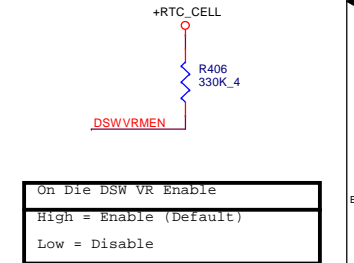 +RTC_CELL
R406
330K_4
DSWVRMEN
On Die DSW VR Enable
High = Enable (Default)
Low = Disable